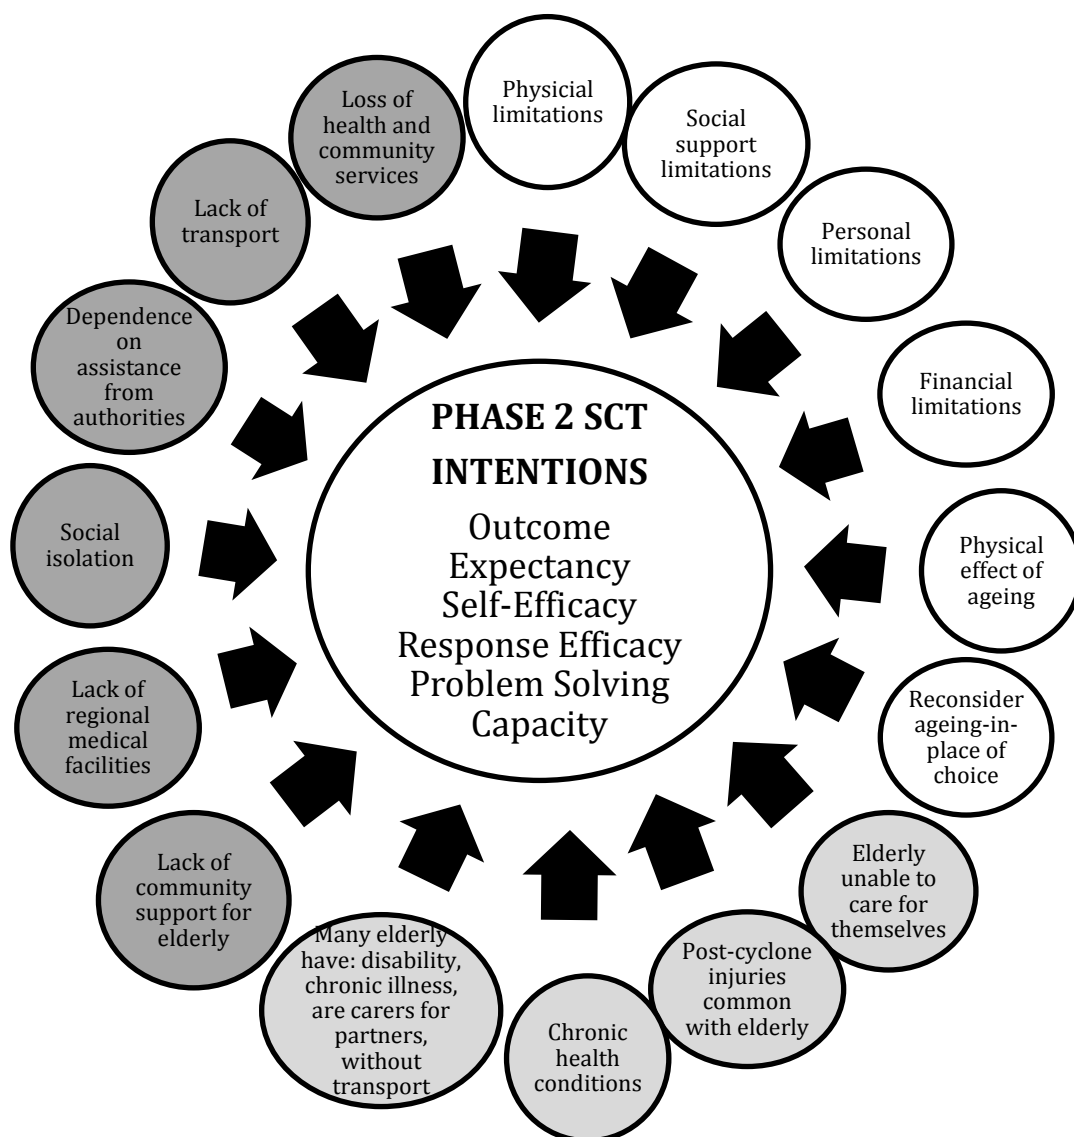 Physicial
limitations
Social
support
limitations
Personal
limitations
Financial
limitations
Physical
effect of
ageing
Reconsider
ageing-in-
place of
choice
Elderly
unable to
care for
themselves
Post-cyclone
injuries
common
with elderly
Chronic
health
conditions
Many elderly
have: disability,
chronic illness,
are carers for
partners,
without
transport
Lack of
community
support for
elderly
Lack of
regional
medical
facilities
Social
isolation
Dependence
on
assistance
from
authorities
Lack of
transport
Loss of
health and
community
services
PHASE 2 SCT
INTENTIONS
Outcome
Expectancy
Self-Efficacy
Response Efficacy
Problem Solving
Capacity